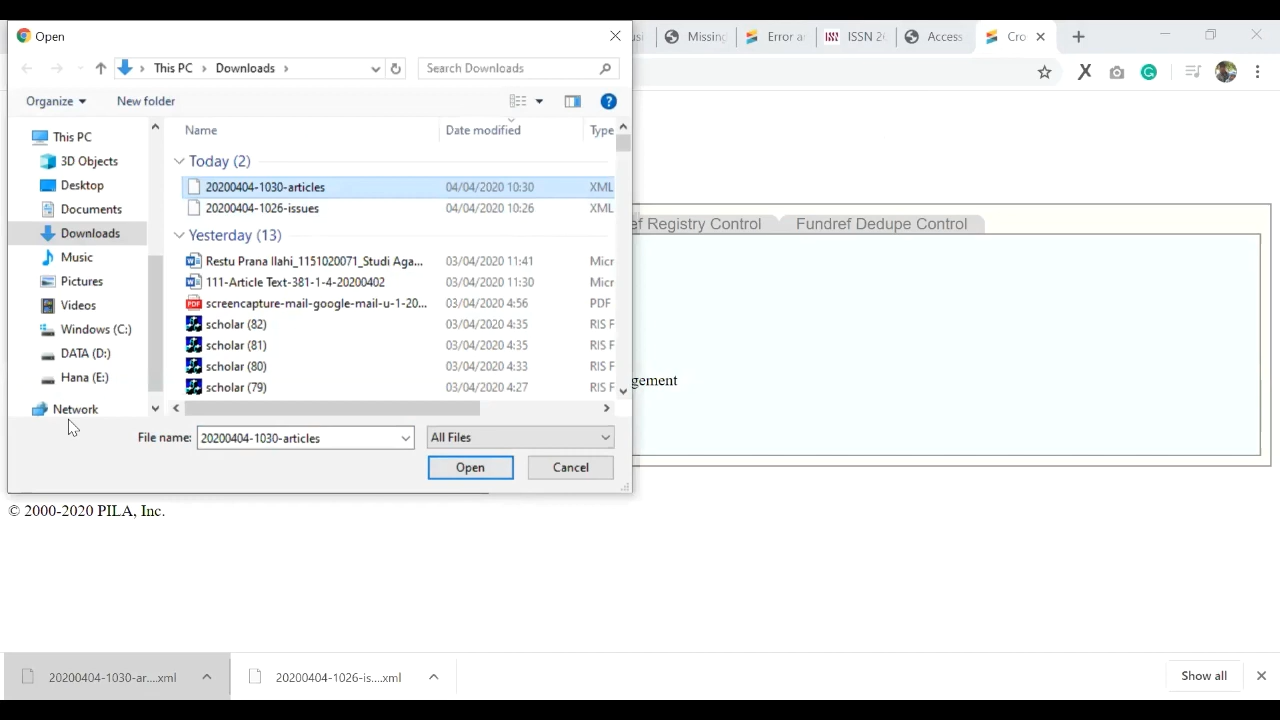 Open
Missing
Error a
ISSN 2
Access
Cro
This PC
Downloads
Search Downloads
Organize
New folder
Name
Date modified
Type
This PC
3D Objects
Desktop
Documents
Downloads
Music
Pictures
Videos
Windows (C:)
DATA (D:)
Hana (E:)
Network
Today (2)
20200404-1030-articles 04/04/2020 10:30 XML
20200404-1026-issues 04/04/2020 10:26 XML
Yesterday (13)
Restu Prana Ilahi_1151020071_Studi Aga... 03/04/2020 11:41 Micr
111-Article Text-381-1-4-20200402 03/04/2020 11:30 Micr
screencapture-mail-google-mail-u-1-20... 03/04/2020 4:56 PDF
scholar (82) 03/04/2020 4:35 RIS F
scholar (81) 03/04/2020 4:35 RIS F
scholar (80) 03/04/2020 4:33 RIS F
scholar (79) 03/04/2020 4:27 RIS F
File name: 20200404-1030-articles All Files
Open Cancel
ef Registry Control Fundref Dedupe Control
gement
© 2000-2020 PILA, Inc.
20200404-1030-ar....xml 20200404-1026-is....xml Show all